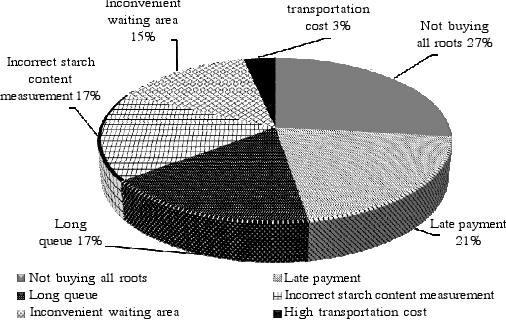 Inconvenient
waiting area
15%
transportation
cost 3%
Not buying
all roots 27%
Incorrect starch
content
measurement 17%
Long
queue 17%
Late payment
21%
Not buying all roots
Late payment
Long queue
Incorrect starch content measurement
Inconvenient waiting area
High transportation cost